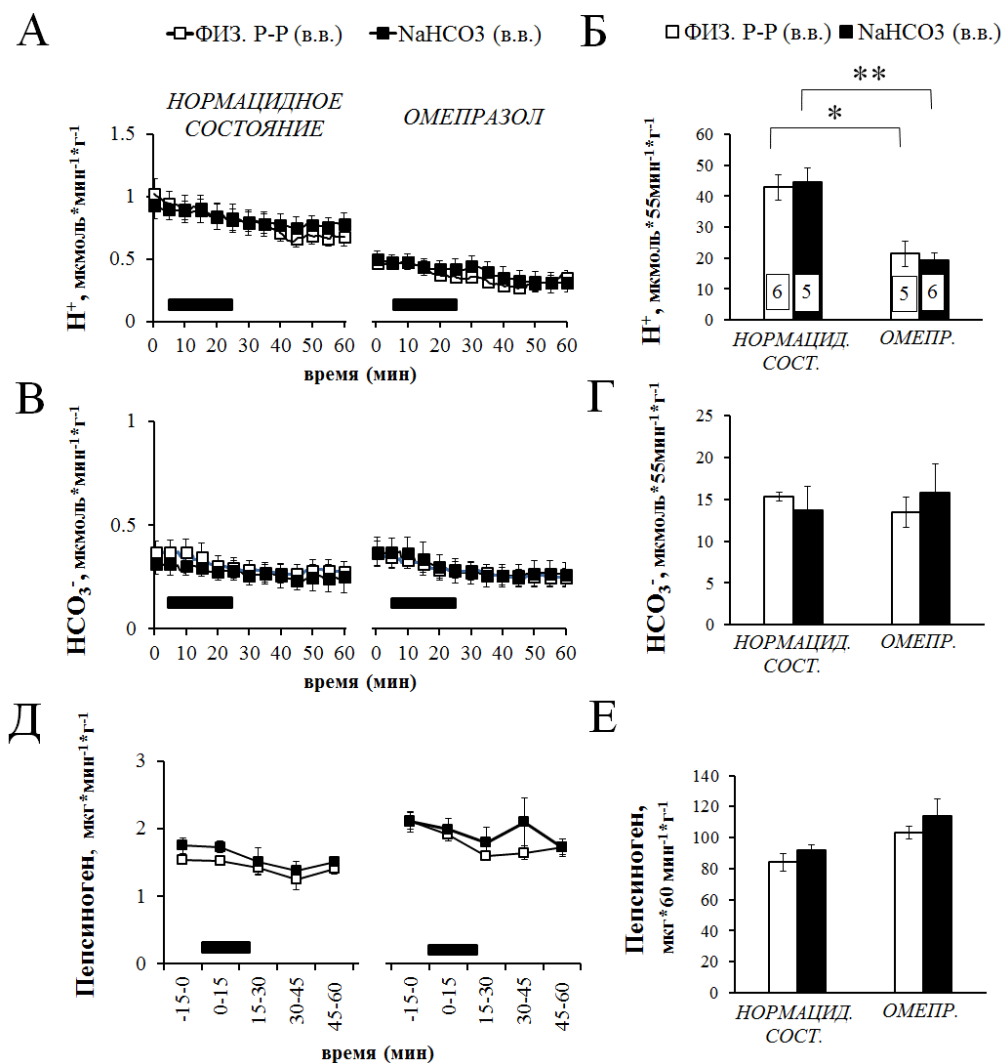 А
ФИЗ. Р-Р (в.в.) NaHCO3 (в.в.)
НОРМАЦИДНОЕ
СОСТОЯНИЕ
ОМЕПРАЗОЛ
H⁺, мкмоль*мин⁻¹*г⁻¹
1.5
1
0.5
0
0 10 20 30 40 50 60
0 10 20 30 40 50 60
время (мин)
Б
ФИЗ. Р-Р (в.в.) NaHCO3 (в.в.)
**
*
H⁺, мкмоль*55мин⁻¹*г⁻¹
60
50
40
30
20
10
0
6 5 5 6
НОРМАЦИД.
СОСТ.
ОМЕПР.
В
HCO₃⁻, мкмоль*мин⁻¹*г⁻¹
1
0.5
0
0 10 20 30 40 50 60
0 10 20 30 40 50 60
время (мин)
Г
HCO₃⁻, мкмоль*55мин⁻¹*г⁻¹
25
20
15
10
5
0
НОРМАЦИД.
СОСТ.
ОМЕПР.
Д
Пепсиноген, мкг*мин⁻¹*г⁻¹
3
2
1
0
-15-0 0-15 15-30 30-45 45-60
-15-0 0-15 15-30 30-45 45-60
время (мин)
Е
Пепсиноген,
мкг*60 мин⁻¹*г⁻¹
140
120
100
80
60
40
20
0
НОРМАЦИД.
СОСТ.
ОМЕПР.